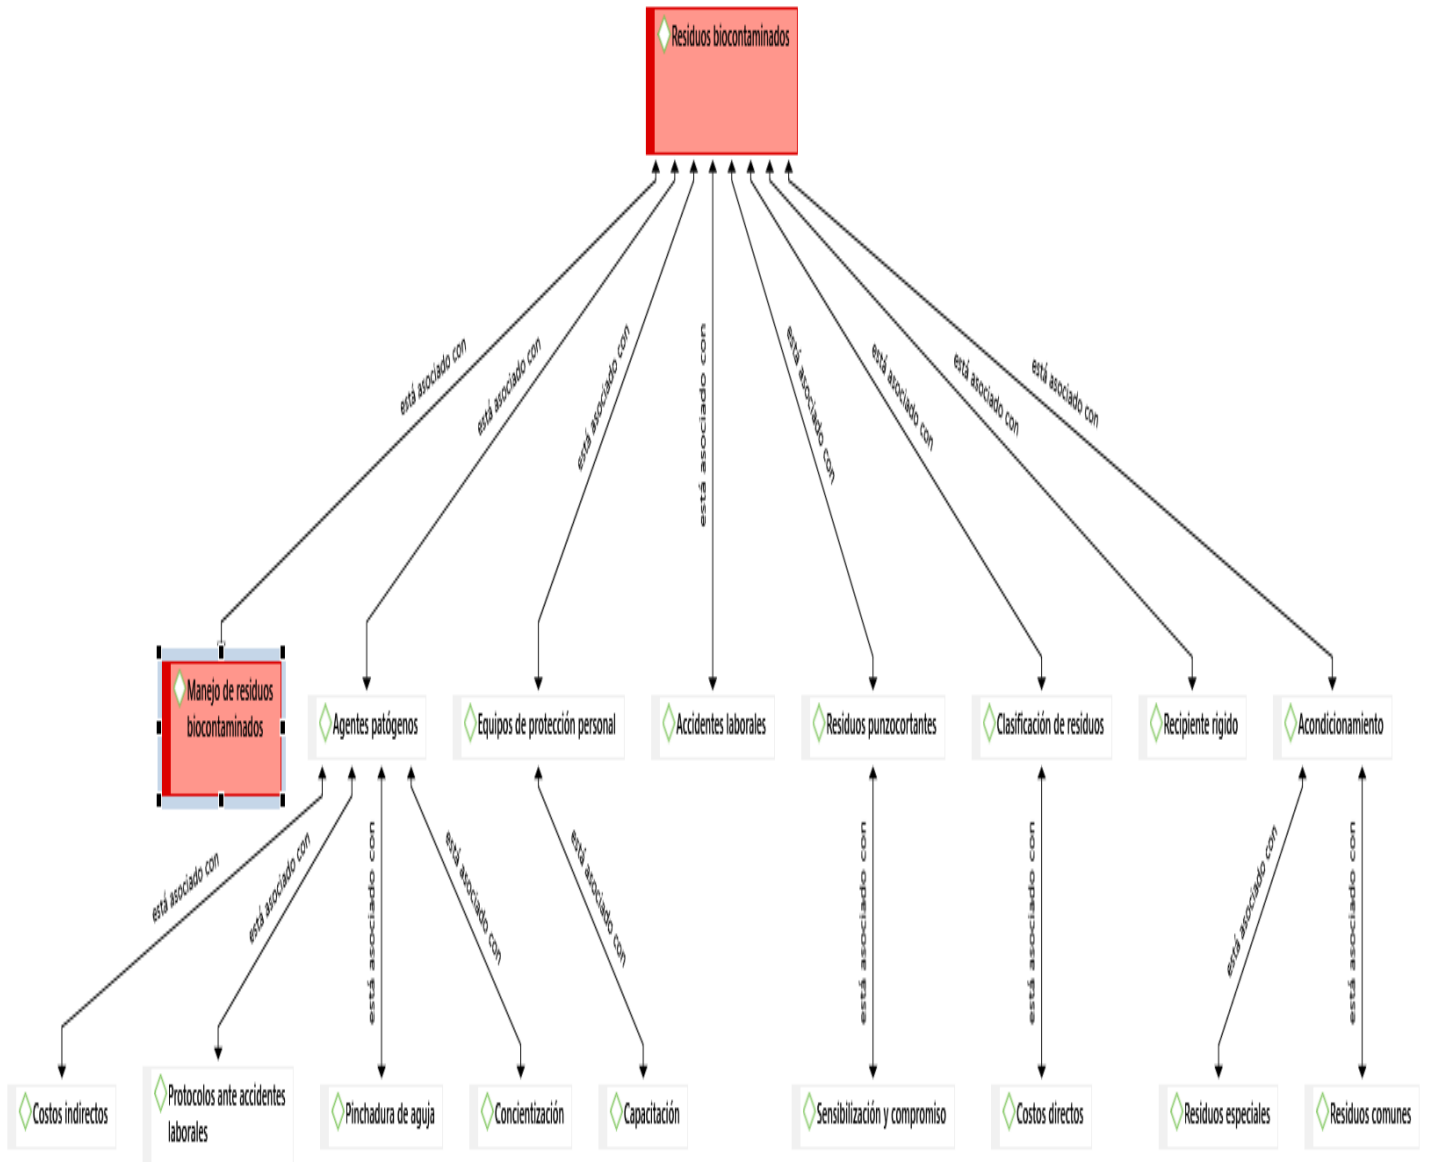 Residuos biocontaminados
está asociado con
está asociado con
está asociado con
está asociado con
está asociado con
está asociado con
está asociado con
está asociado con
Manejo de residuos
biocontaminados
Agentes patógenos
Equipos de protección personal
Accidentes laborales
Residuos punzocortantes
Clasificación de residuos
Recipiente rigido
Acondicionamiento
está asociado con
está asociado con
está asociado con
está asociado con
está asociado con
está asociado con
está asociado con
está asociado con
está asociado con
Costos indirectos
Protocolos ante accidentes
laborales
Pinchadura de aguja
Concientización
Capacitación
Sensibilización y compromiso
Costos directos
Residuos especiales
Residuos comunes